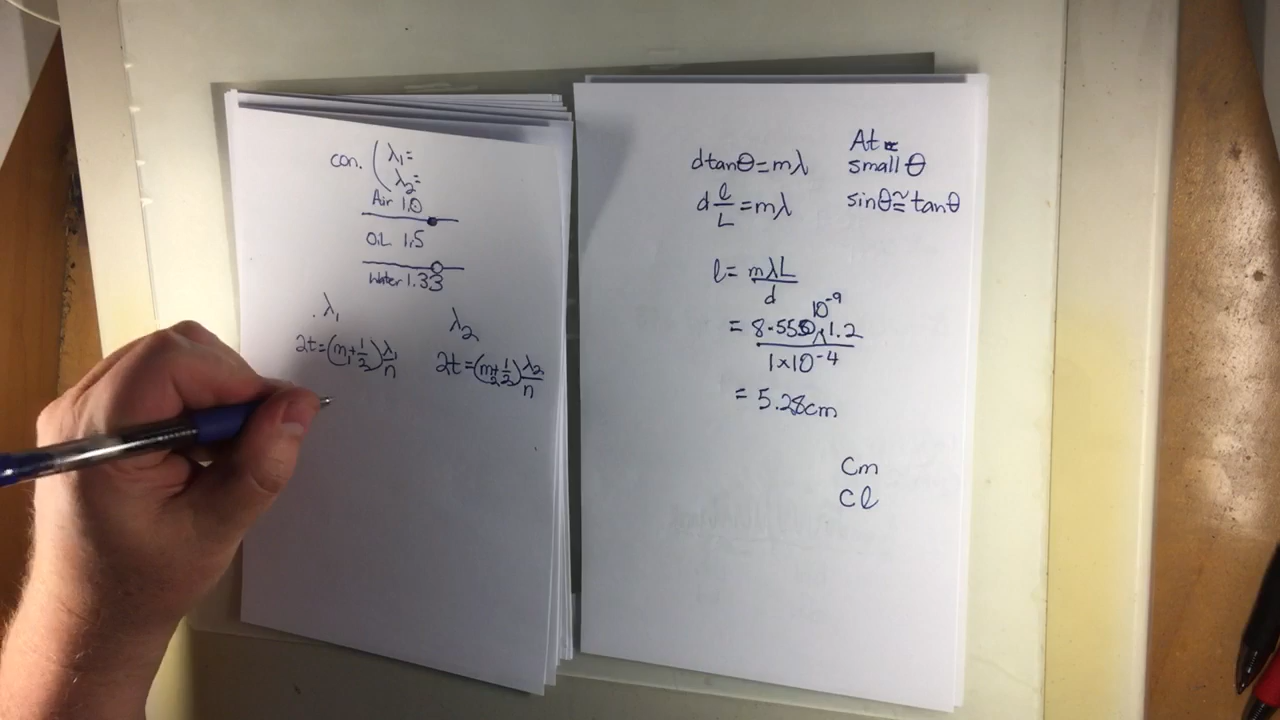 con. ( λ₁=
λ₂=
Air 1.0
OiL 1.5
Water 1.33
λ₁ λ₂
2t=(m₁+1/2)λ₁/n 2t=(m₂+1/2)λ₂/n
dtanθ=mλ
d ℓ/L =mλ
At
small θ
sinθ≅tanθ
ℓ= mλL/d
= 8·550 10⁻⁹ ×1.2 / 1×10⁻⁴
= 5.28cm
Cm
Cℓ